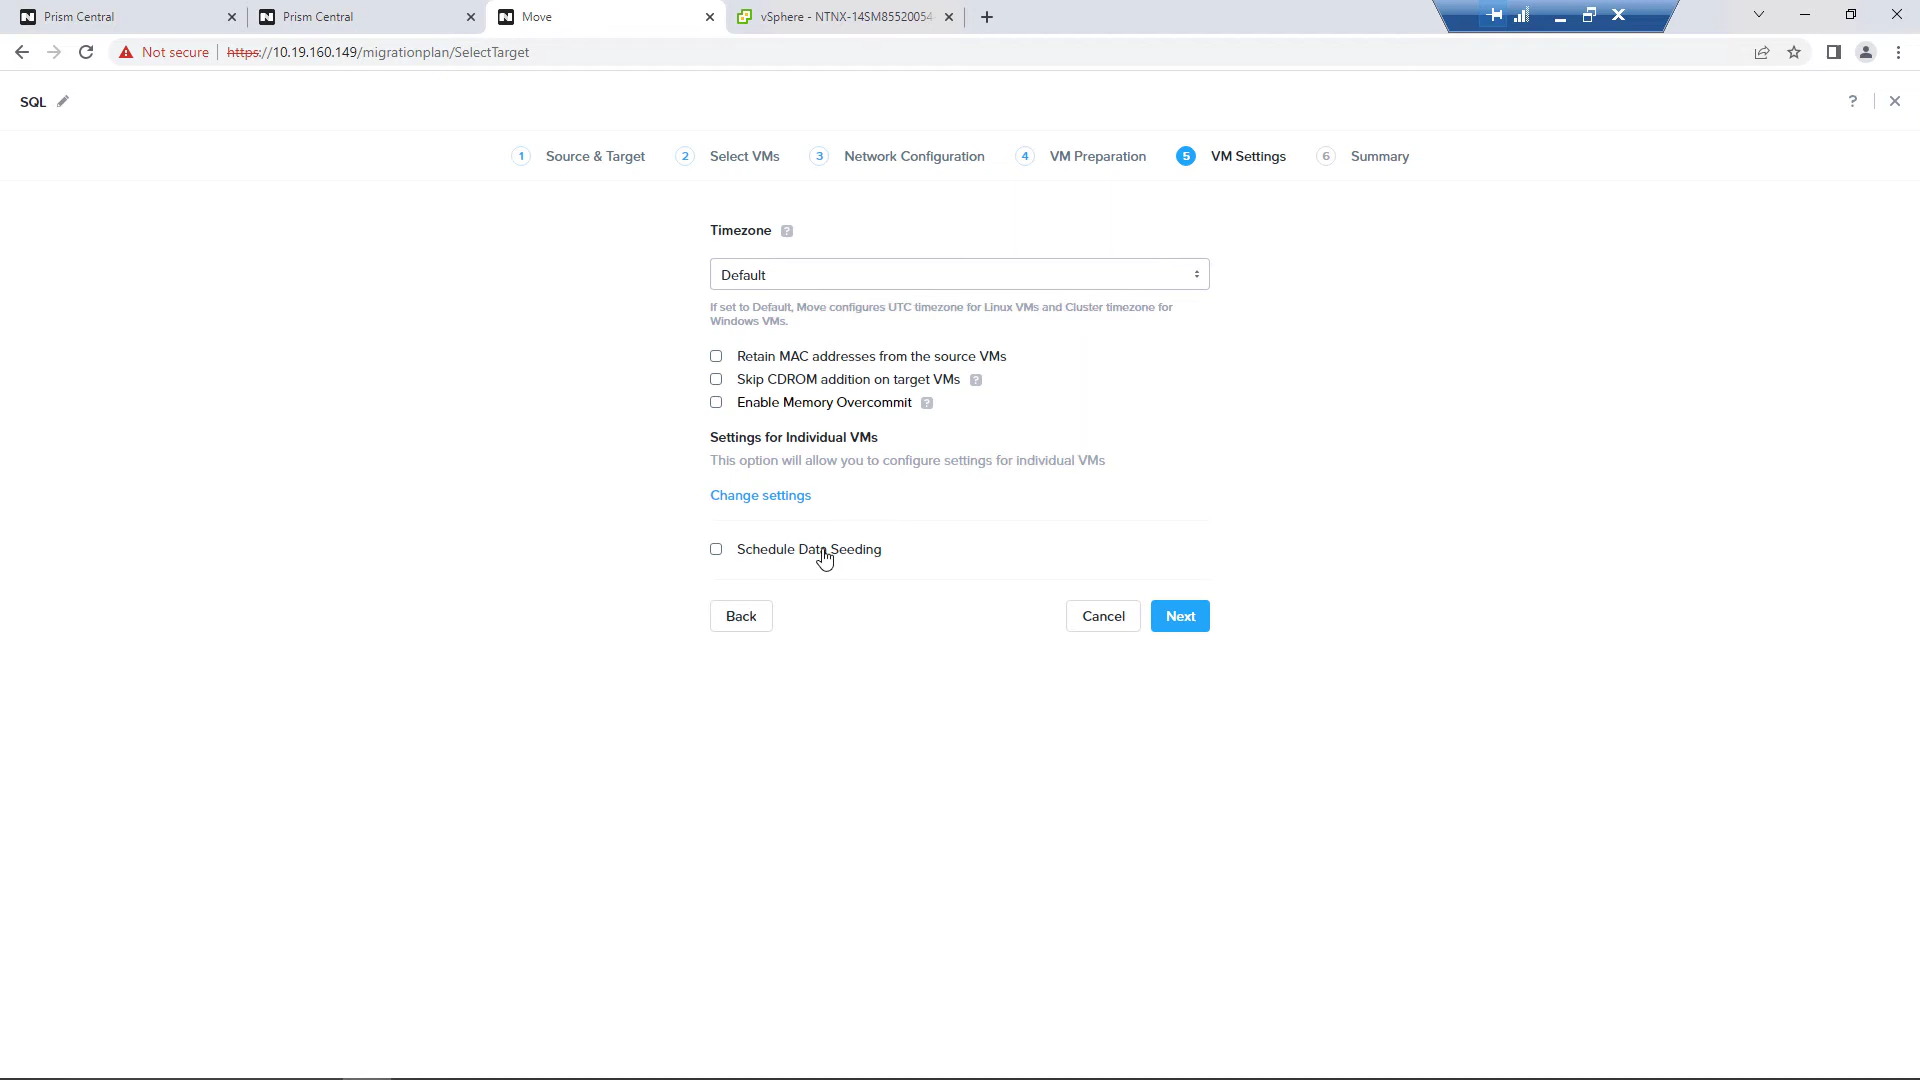 Prism Central
Prism Central
Move
vSphere - NTNX-14SM85520054
Not secure
https://10.19.160.149/migrationplan/SelectTarget
SQL
?
1 Source & Target
2 Select VMs
3 Network Configuration
4 VM Preparation
5 VM Settings
6 Summary
Timezone ?
Default
If set to Default, Move configures UTC timezone for Linux VMs and Cluster timezone for
Windows VMs.
Retain MAC addresses from the source VMs
Skip CDROM addition on target VMs ?
Enable Memory Overcommit ?
Settings for Individual VMs
This option will allow you to configure settings for individual VMs
Change settings
Schedule Data Seeding
Back
Cancel
Next